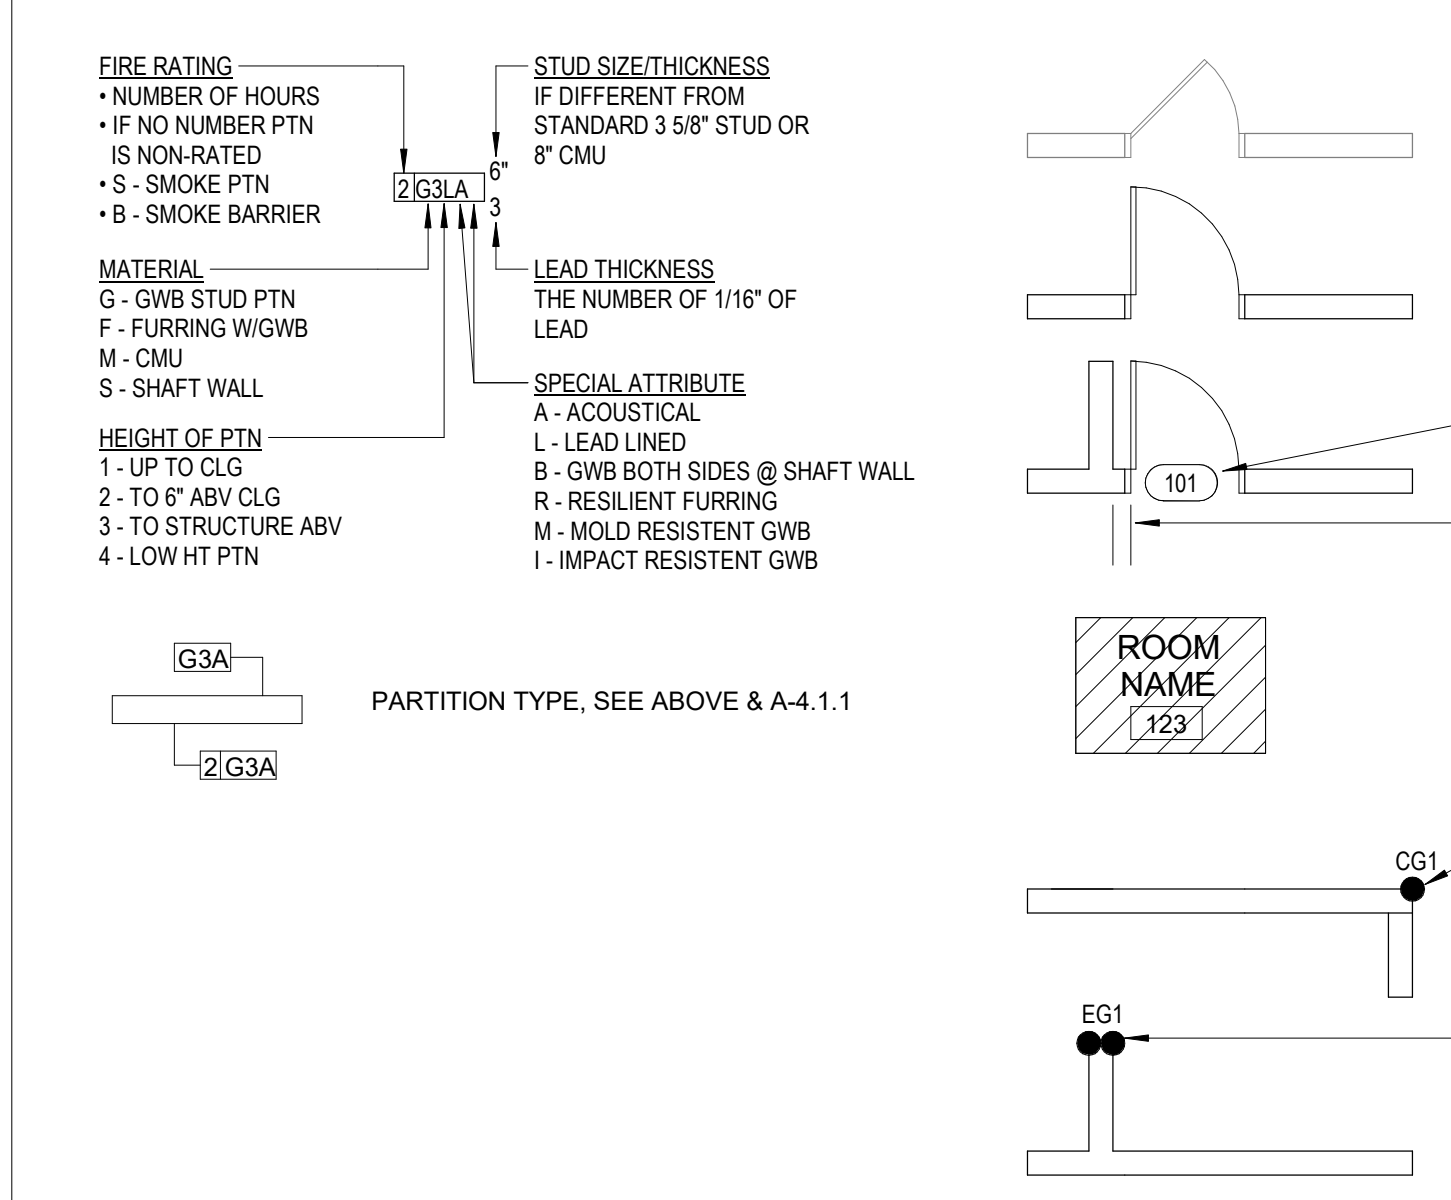 FIRE RATING
• NUMBER OF HOURS
• IF NO NUMBER PTN
IS NON-RATED
• S - SMOKE PTN
• B - SMOKE BARRIER
MATERIAL
G - GWB STUD PTN
F - FURRING W/GWB
M - CMU
S - SHAFT WALL
HEIGHT OF PTN
1 - UP TO CLG
2 - TO 6" ABV CLG
3 - TO STRUCTURE ABV
4 - LOW HT PTN
6"
2 G3LA
3
STUD SIZE/THICKNESS
IF DIFFERENT FROM
STANDARD 3 5/8" STUD OR
8" CMU
LEAD THICKNESS
THE NUMBER OF 1/16" OF
LEAD
SPECIAL ATTRIBUTE
A - ACOUSTICAL
L - LEAD LINED
B - GWB BOTH SIDES @ SHAFT WALL
R - RESILIENT FURRING
M - MOLD RESISTENT GWB
I - IMPACT RESISTENT GWB
G3A
2 G3A
PARTITION TYPE, SEE ABOVE & A-4.1.1
101
ROOM
NAME
123
CG1
EG1